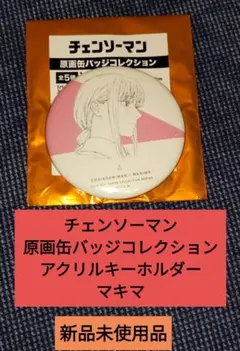 チェンソーマン
原画缶バッジコレクション
全5種
CHAINSAW MAN / MAKIMA
チェンソーマン
原画缶バッジコレクション
アクリルキーホルダー
マキマ
新品未使用品